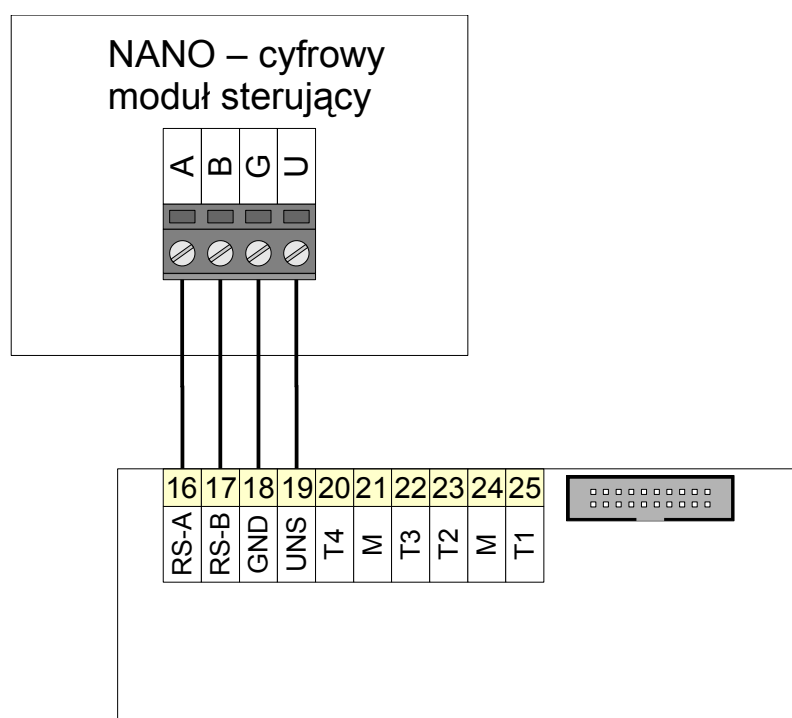 NANO – cyfrowy
moduł sterujący
A B G U
16 17 18 19 20 21 22 23 24 25
RS-A RS-B GND UNS T4 M T3 T2 M T1